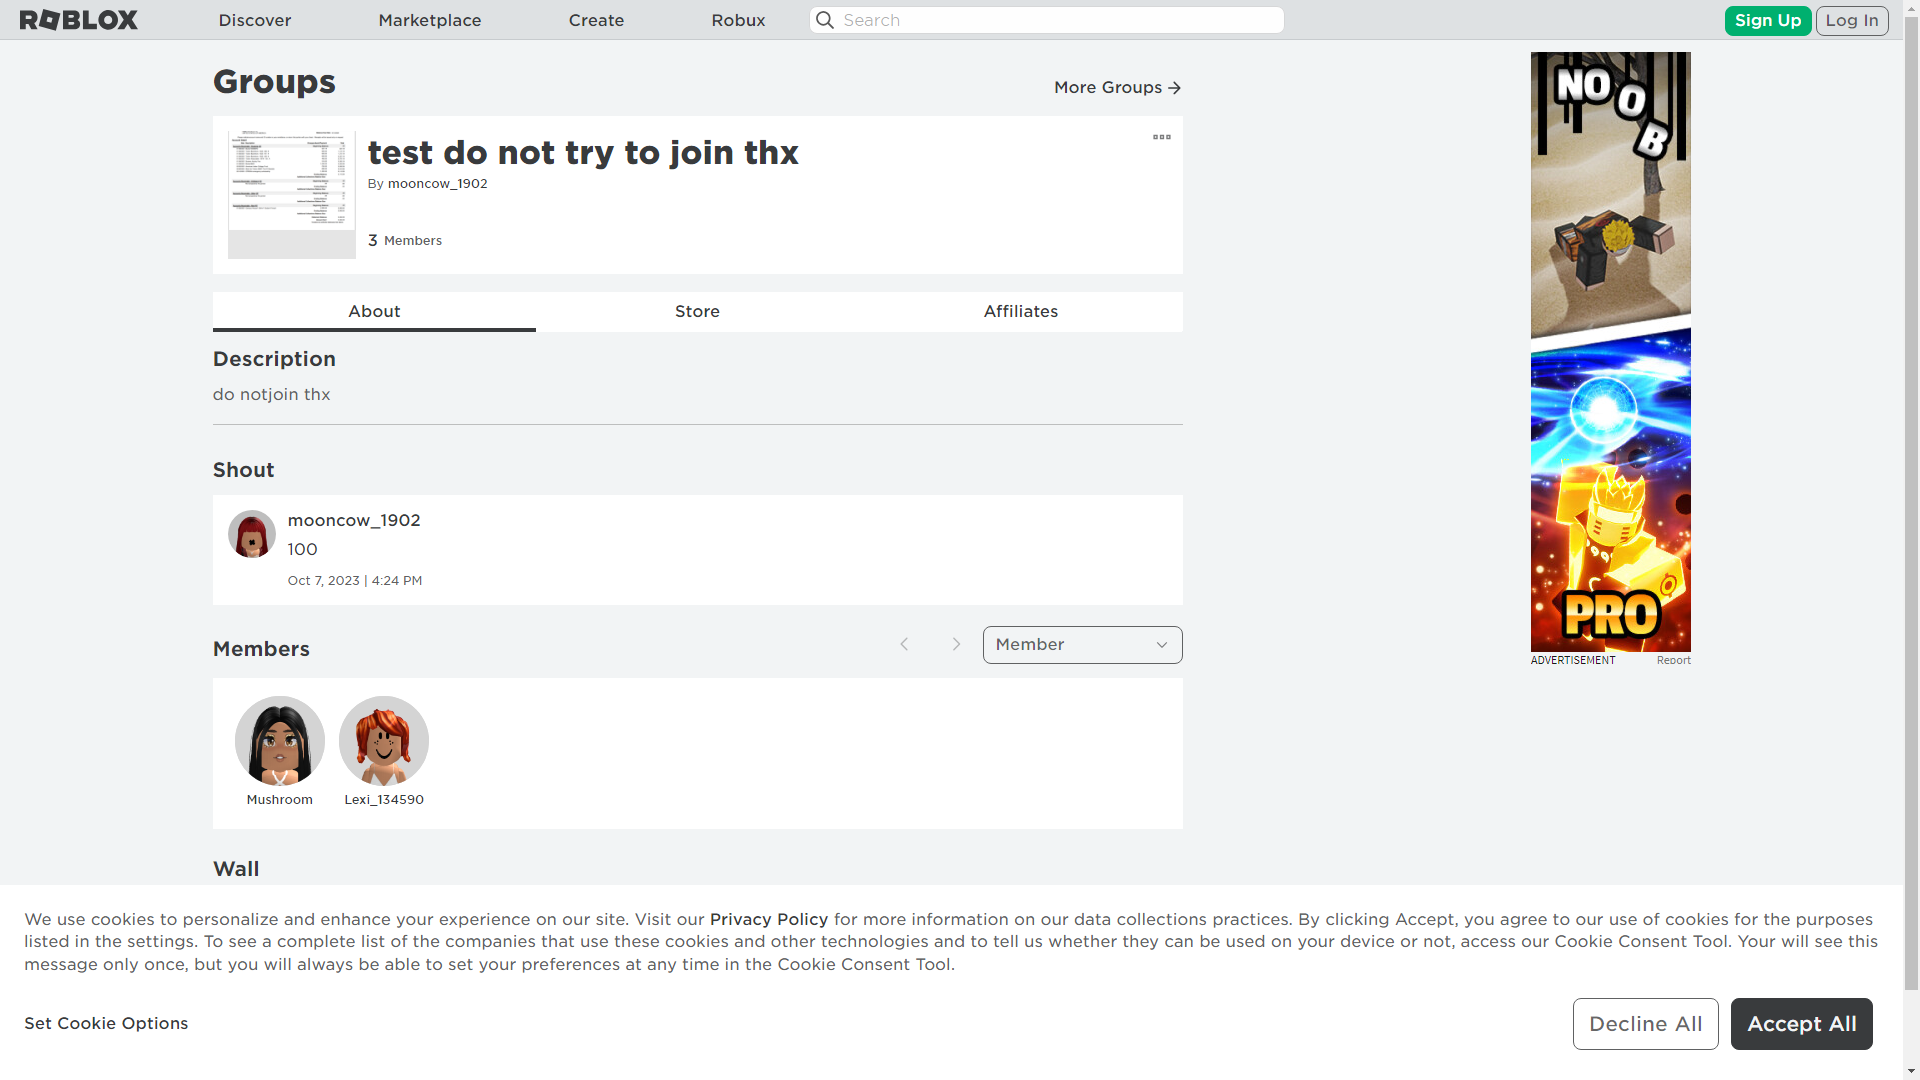 ROBLOX Discover Marketplace Create Robux Search Sign Up Log In
Groups
More Groups
test do not try to join thx
By mooncow_1902
3 Members
About Store Affiliates
Description
do notjoin thx
Shout
mooncow_1902
100
Oct 7, 2023 | 4:24 PM
Members
Member
Mushroom Lexi_134590
Wall
NOOB
PRO
ADVERTISEMENT Report
We use cookies to personalize and enhance your experience on our site. Visit our Privacy Policy for more information on our data collections practices. By clicking Accept, you agree to our use of cookies for the purposes
listed in the settings. To see a complete list of the companies that use these cookies and other technologies and to tell us whether they can be used on your device or not, access our Cookie Consent Tool. Your will see this
message only once, but you will always be able to set your preferences at any time in the Cookie Consent Tool.
Set Cookie Options
Decline All Accept All